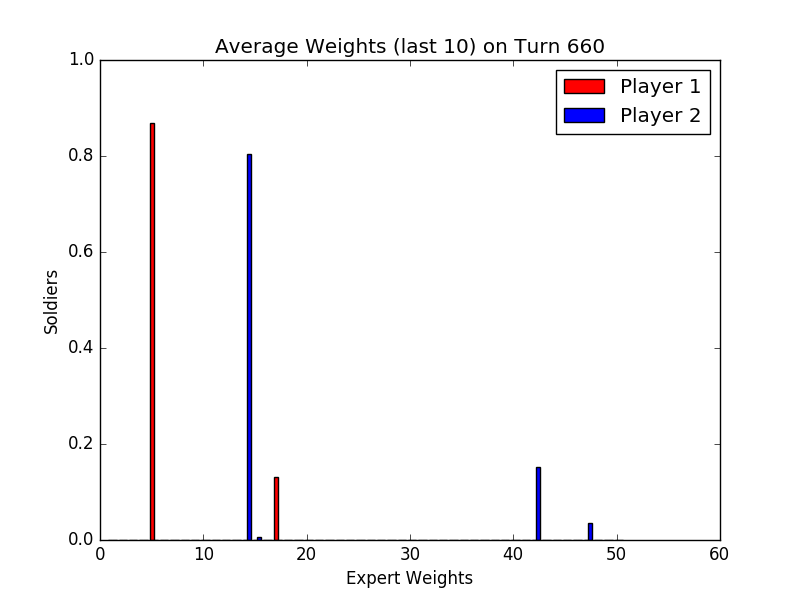 Average Weights (last 10) on Turn 660
1.0
0.8
0.6
0.4
0.2
0.0
Soldiers
Player 1
Player 2
0 10 20 30 40 50 60
Expert Weights